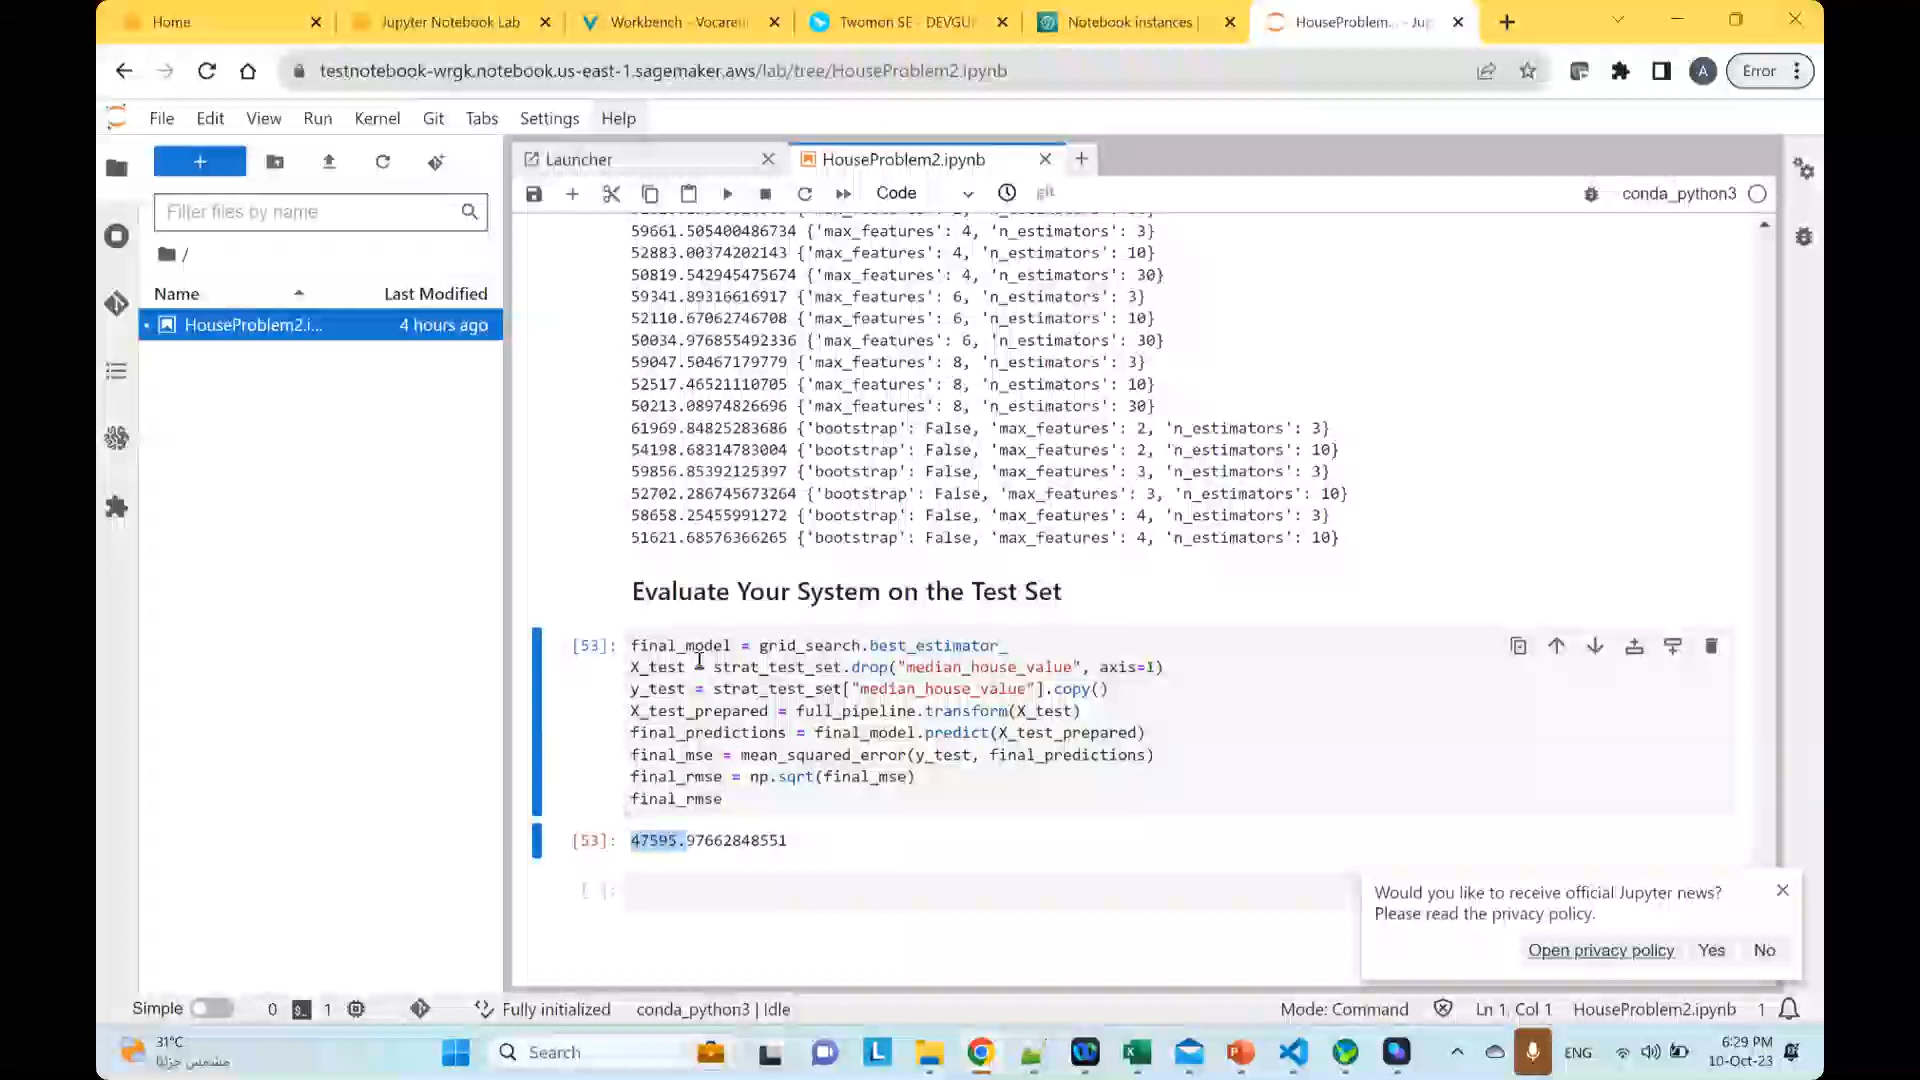 Home
Jupyter Notebook Lab
Workbench - Vocareu
Twomon SE - DEVGU
Notebook instances |
HouseProblem... - Jup
testnotebook-wrgk.notebook.us-east-1.sagemaker.aws/lab/tree/HouseProblem2.ipynb
A
Error
File Edit View Run Kernel Git Tabs Settings Help
Launcher
HouseProblem2.ipynb
Code
git
conda_python3
Filter files by name
/
Name
Last Modified
HouseProblem2.i...
4 hours ago
59661.505400486734 {'max_features': 4, 'n_estimators': 3}
52883.00374202143 {'max_features': 4, 'n_estimators': 10}
50819.542945475674 {'max_features': 4, 'n_estimators': 30}
59341.89316616917 {'max_features': 6, 'n_estimators': 3}
52110.67062746708 {'max_features': 6, 'n_estimators': 10}
50034.976855492336 {'max_features': 6, 'n_estimators': 30}
59047.50467179779 {'max_features': 8, 'n_estimators': 3}
52517.46521110705 {'max_features': 8, 'n_estimators': 10}
50213.08974826696 {'max_features': 8, 'n_estimators': 30}
61969.84825283686 {'bootstrap': False, 'max_features': 2, 'n_estimators': 3}
54198.68314783004 {'bootstrap': False, 'max_features': 2, 'n_estimators': 10}
59856.85392125397 {'bootstrap': False, 'max_features': 3, 'n_estimators': 3}
52702.286745673264 {'bootstrap': False, 'max_features': 3, 'n_estimators': 10}
58658.25455991272 {'bootstrap': False, 'max_features': 4, 'n_estimators': 3}
51621.68576366265 {'bootstrap': False, 'max_features': 4, 'n_estimators': 10}
Evaluate Your System on the Test Set
[53]: final_model = grid_search.best_estimator_
X_test = strat_test_set.drop("median_house_value", axis=1)
y_test = strat_test_set["median_house_value"].copy()
X_test_prepared = full_pipeline.transform(X_test)
final_predictions = final_model.predict(X_test_prepared)
final_mse = mean_squared_error(y_test, final_predictions)
final_rmse = np.sqrt(final_mse)
final_rmse
[53]: 47595.97662848551
[ ]:
Would you like to receive official Jupyter news?
Please read the privacy policy.
Open privacy policy Yes No
Simple 0 1 Fully initialized conda_python3 | Idle Mode: Command Ln 1, Col 1 HouseProblem2.ipynb 1
31°C
مشمس جزئيًا
Search
ENG
6:29 PM
10-Oct-23